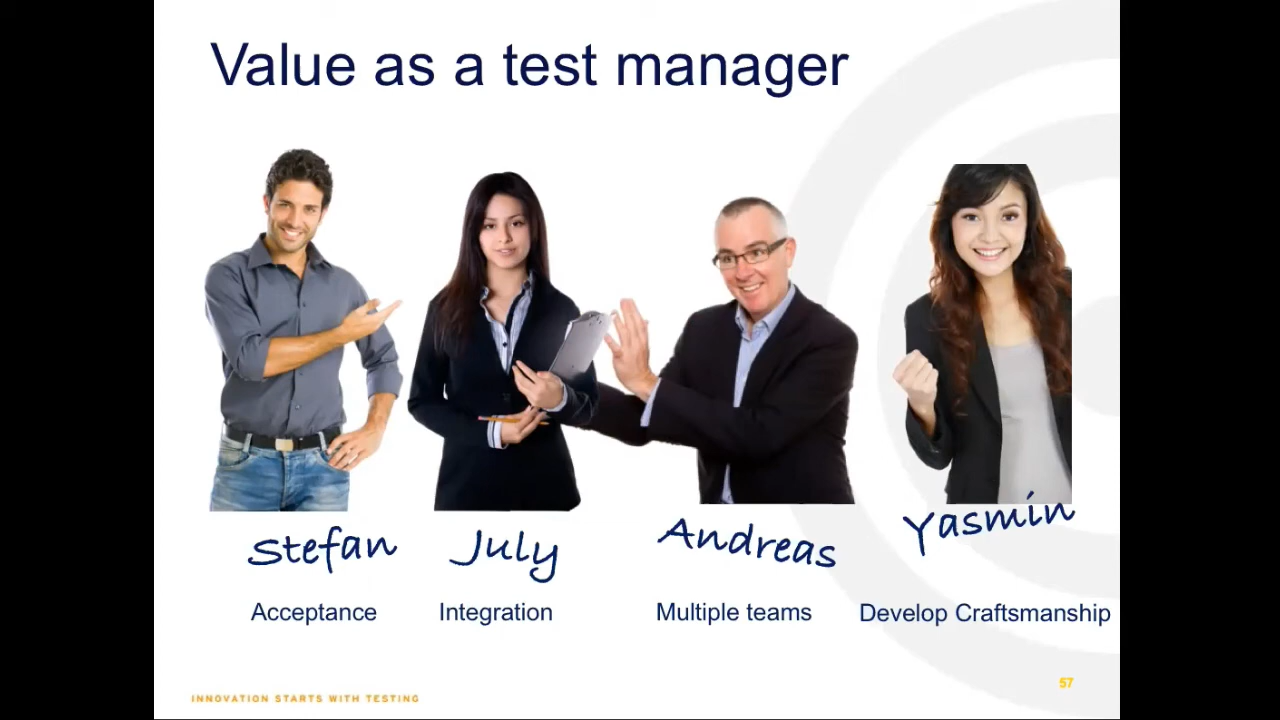 Value as a test manager
Stefan July Andreas Yasmin
Acceptance Integration Multiple teams Develop Craftsmanship
57
INNOVATION STARTS WITH TESTING